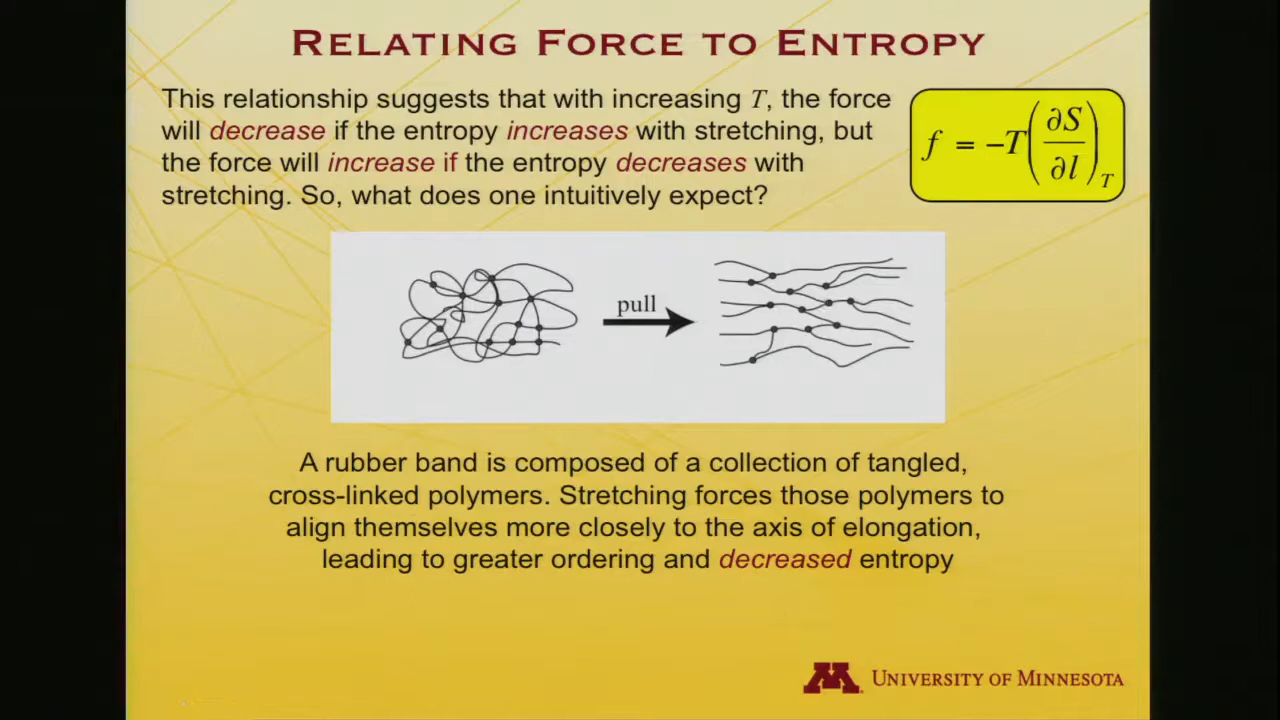 RELATING FORCE TO ENTROPY
This relationship suggests that with increasing T, the force
will decrease if the entropy increases with stretching, but
the force will increase if the entropy decreases with
stretching. So, what does one intuitively expect?
f = −T(∂S/∂l)_T
pull
A rubber band is composed of a collection of tangled,
cross-linked polymers. Stretching forces those polymers to
align themselves more closely to the axis of elongation,
leading to greater ordering and decreased entropy
M
UNIVERSITY OF MINNESOTA